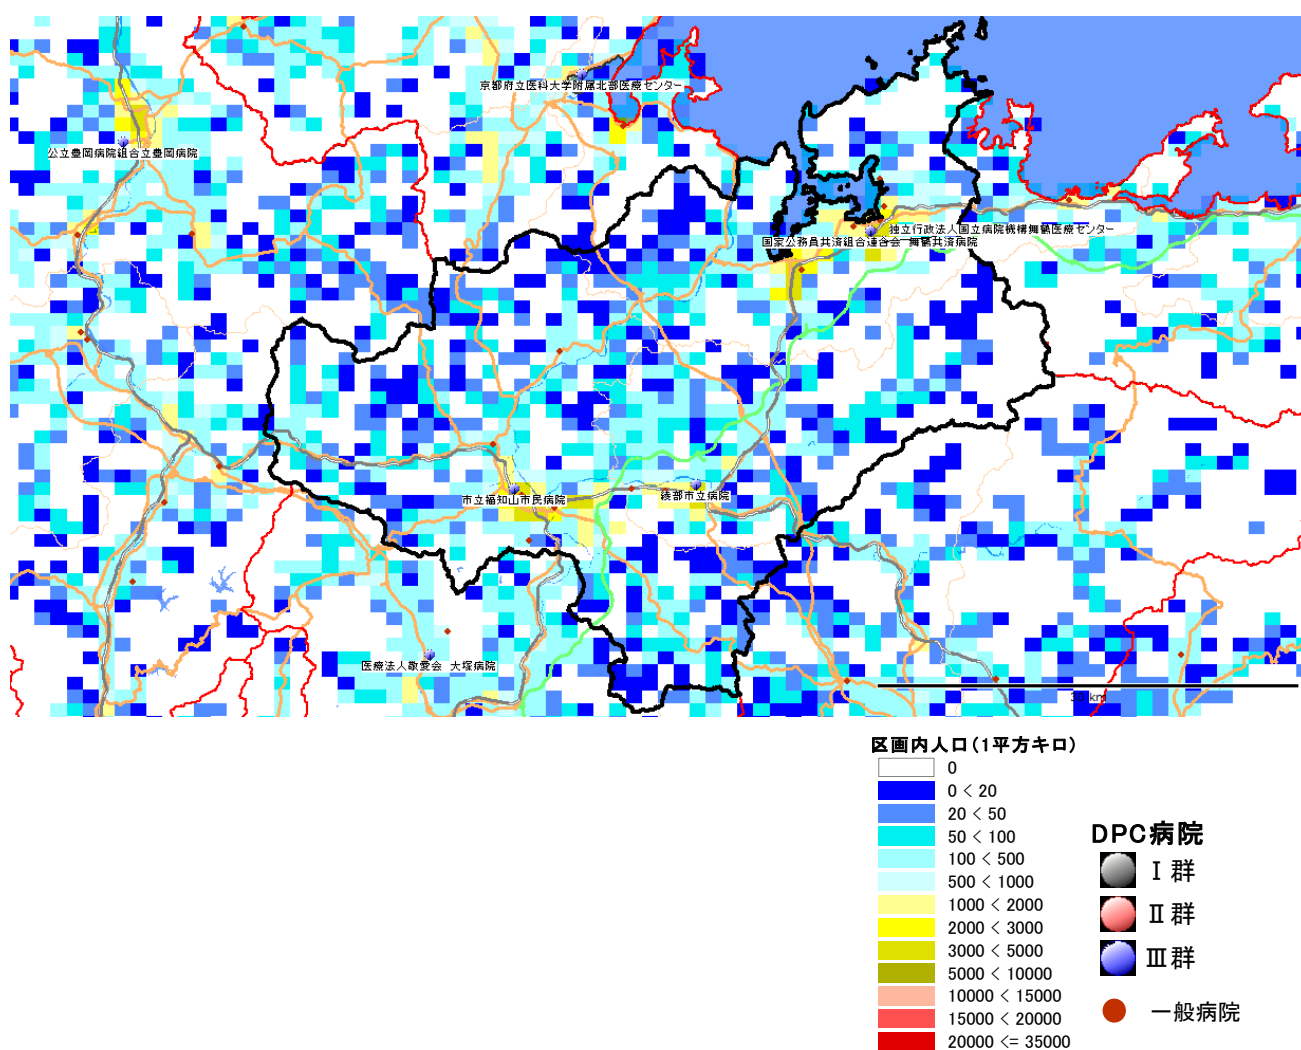 京都府立医科大学附属北部医療センター
公立豊岡病院組合立豊岡病院
独立行政法人国立病院機構舞鶴医療センター
国家公務員共済組合連合会 舞鶴共済病院
市立福知山市民病院
綾部市立病院
医療法人敬愛会 大塚病院
30 km
区画内人口(1平方キロ)
0
0 < 20
20 < 50
50 < 100
100 < 500
500 < 1000
1000 < 2000
2000 < 3000
3000 < 5000
5000 < 10000
10000 < 15000
15000 < 20000
20000 <= 35000
DPC病院
Ⅰ群
Ⅱ群
Ⅲ群
一般病院